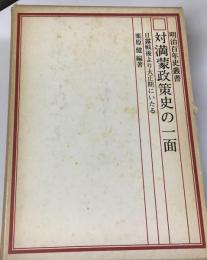 明治百年史叢書
対満蒙政策史の一面
日露戦後より大正期にいたる
栗原健 編著